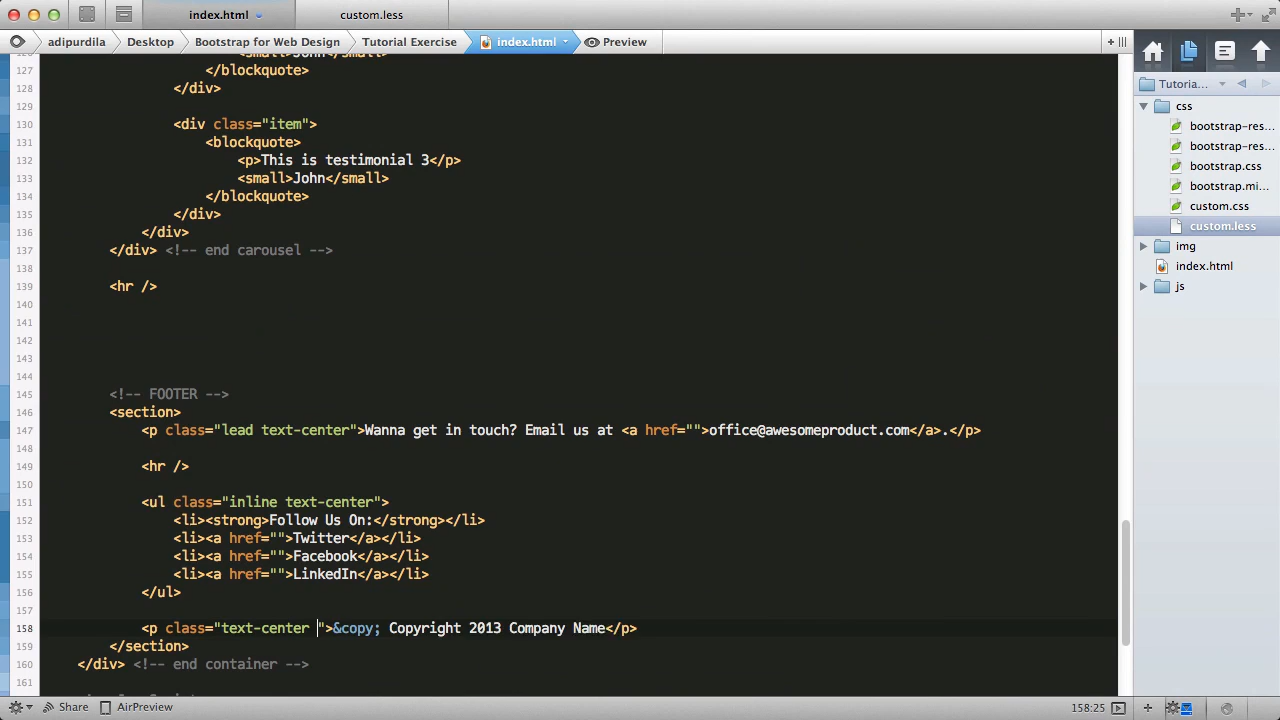 index.html
custom.less
adipurdila
Desktop
Bootstrap for Web Design
Tutorial Exercise
index.html
Preview
127 </blockquote>
128 </div>
129
130 <div class="item">
131 <blockquote>
132 <p>This is testimonial 3</p>
133 <small>John</small>
134 </blockquote>
135 </div>
136 </div>
137 </div> <!-- end carousel -->
138
139 <hr />
140
141
142
143
144
145 <!-- FOOTER -->
146 <section>
147 <p class="lead text-center">Wanna get in touch? Email us at <a href="">office@awesomeproduct.com</a>.</p>
148
149 <hr />
150
151 <ul class="inline text-center">
152 <li><strong>Follow Us On:</strong></li>
153 <li><a href="">Twitter</a></li>
154 <li><a href="">Facebook</a></li>
155 <li><a href="">LinkedIn</a></li>
156 </ul>
157
158 <p class="text-center ">&copy; Copyright 2013 Company Name</p>
159 </section>
160 </div> <!-- end container -->
161
Share
AirPreview
158:25
Tutoria...
css
bootstrap-res...
bootstrap-res...
bootstrap.css
bootstrap.mi...
custom.css
custom.less
img
index.html
js